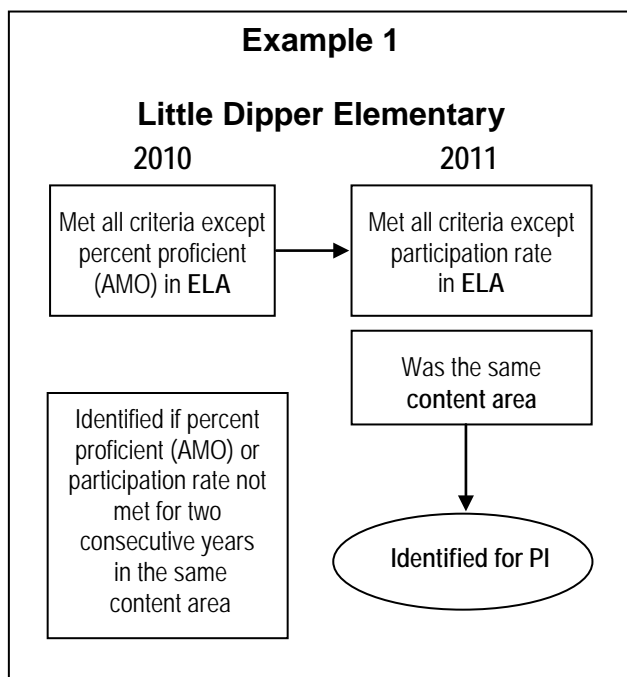 Example 1
Little Dipper Elementary
2010
2011
Met all criteria except
percent proficient
(AMO) in ELA
Met all criteria except
participation rate
in ELA
Was the same
content area
Identified if percent
proficient (AMO) or
participation rate not
met for two
consecutive years
in the same
content area
Identified for PI